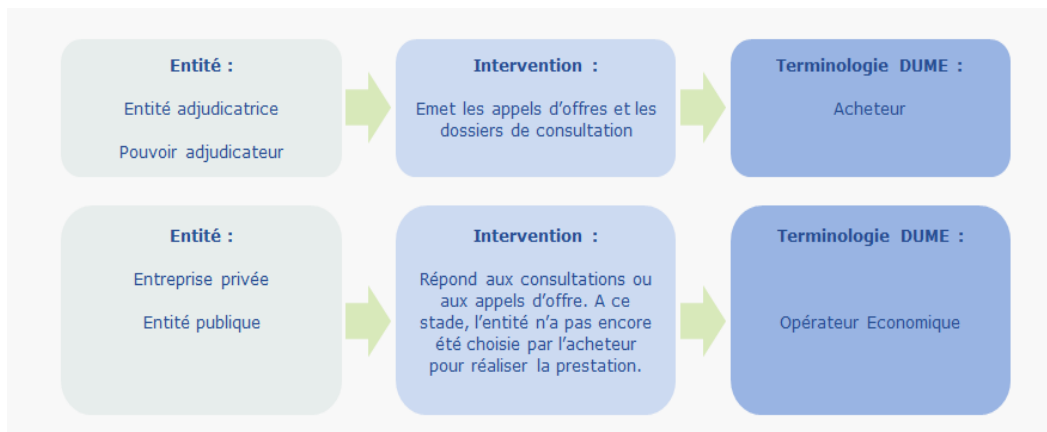 Entité :
Entité adjudicatrice
Pouvoir adjudicateur
Intervention :
Emet les appels d'offres et les
dossiers de consultation
Terminologie DUME :
Acheteur
Entité :
Entreprise privée
Entité publique
Intervention :
Répond aux consultations ou
aux appels d'offre. A ce
stade, l'entité n'a pas encore
été choisie par l'acheteur
pour réaliser la prestation.
Terminologie DUME :
Opérateur Economique